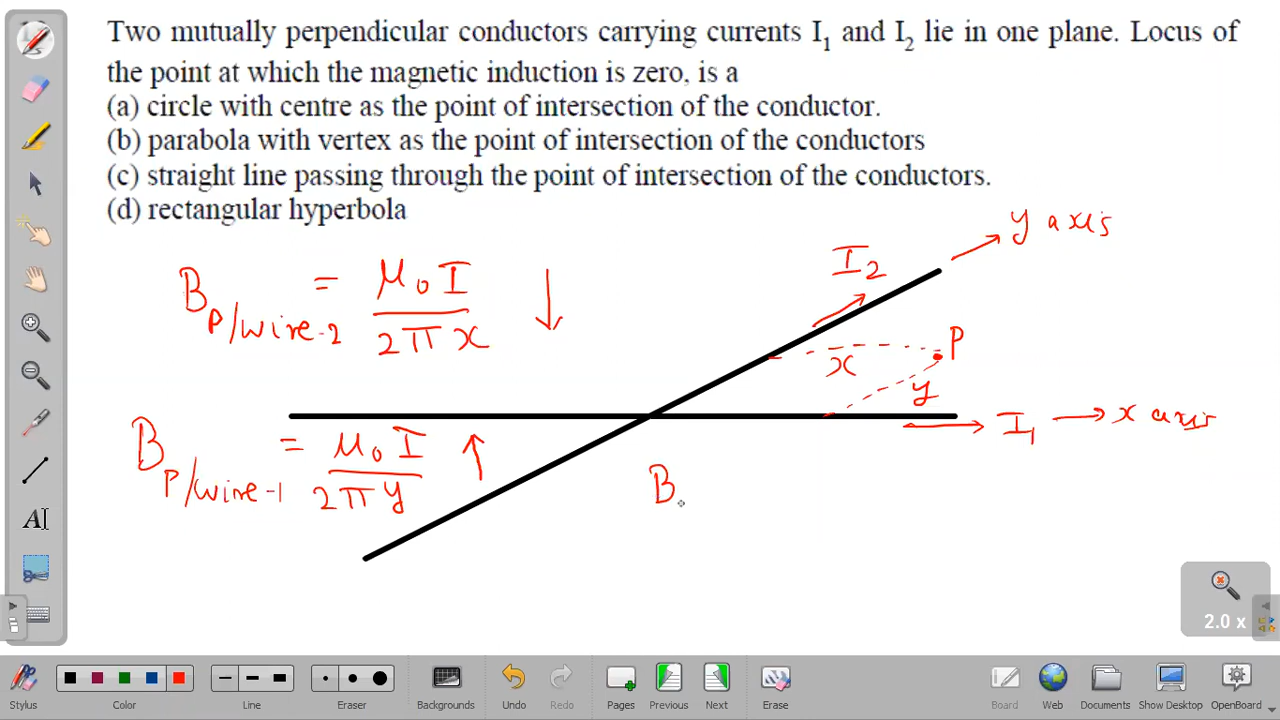 Two mutually perpendicular conductors carrying currents I₁ and I₂ lie in one plane. Locus of
the point at which the magnetic induction is zero, is a
(a) circle with centre as the point of intersection of the conductor.
(b) parabola with vertex as the point of intersection of the conductors
(c) straight line passing through the point of intersection of the conductors.
(d) rectangular hyperbola
y axis
I₂
B_{P/wire-2} = μ₀I / 2πx ↓
P
x
y
I₁ → x axis
B_{P/wire-1} = μ₀I / 2πy ↑
B
2.0 x
Stylus Color Line Eraser Backgrounds Undo Redo Pages Previous Next Erase Board Web Documents Show Desktop OpenBoard